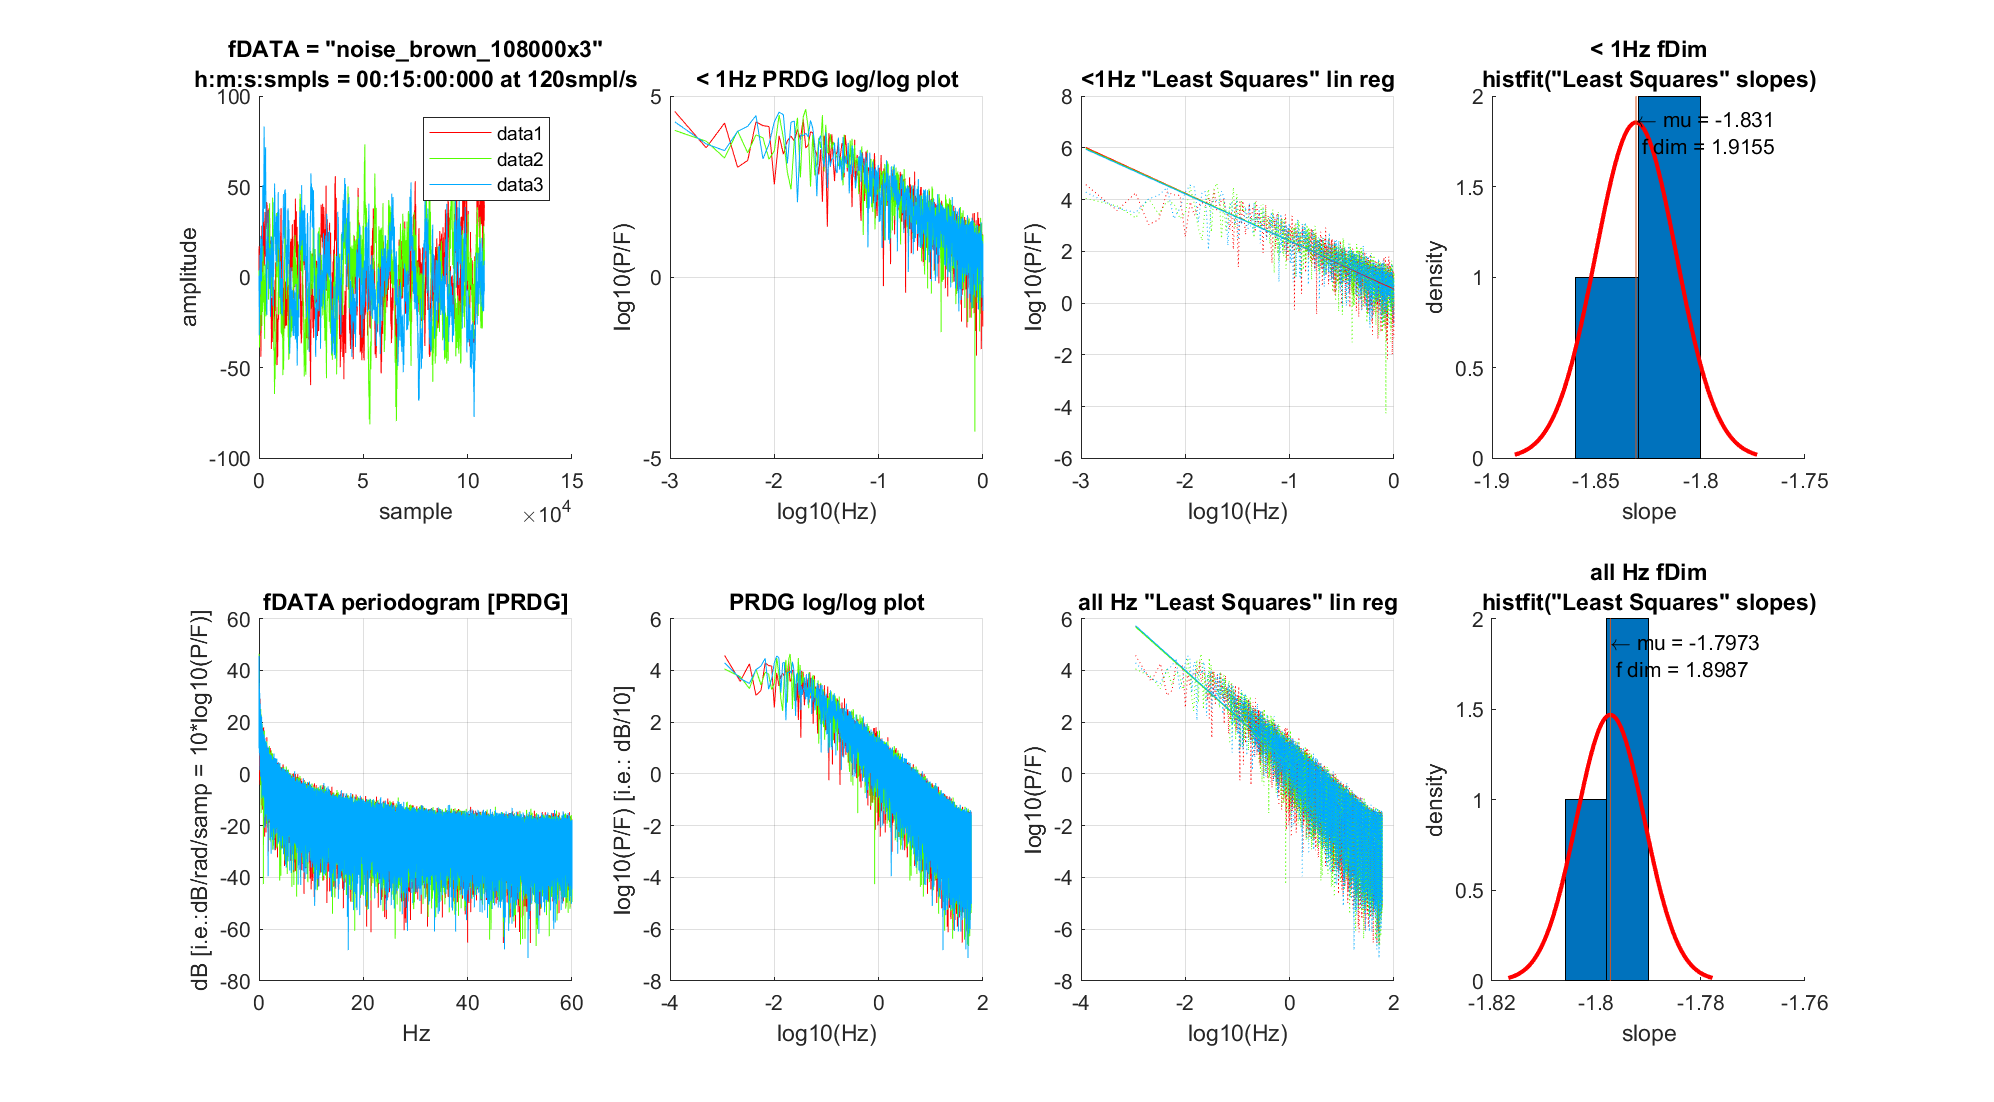 fDATA = "noise_brown_108000x3"
h:m:s:smpls = 00:15:00:000 at 120smpl/s
100
50
0
-50
-100
amplitude
data1
data2
data3
0
5
10
15
×10⁴
sample
< 1Hz PRDG log/log plot
5
0
-5
log10(P/F)
-3
-2
-1
0
log10(Hz)
<1Hz "Least Squares" lin reg
8
6
4
2
0
-2
-4
-6
log10(P/F)
-3
-2
-1
0
log10(Hz)
< 1Hz fDim
histfit("Least Squares" slopes)
2
1.5
1
0.5
0
density
← mu = -1.831
f dim = 1.9155
-1.9
-1.85
-1.8
-1.75
slope
fDATA periodogram [PRDG]
60
40
20
0
-20
-40
-60
-80
dB [i.e.:dB/rad/samp = 10*log10(P/F)]
0
20
40
60
Hz
PRDG log/log plot
6
4
2
0
-2
-4
-6
-8
log10(P/F) [i.e.: dB/10]
-4
-2
0
2
log10(Hz)
all Hz "Least Squares" lin reg
6
4
2
0
-2
-4
-6
-8
log10(P/F)
-4
-2
0
2
log10(Hz)
all Hz fDim
histfit("Least Squares" slopes)
2
1.5
1
0.5
0
density
← mu = -1.7973
f dim = 1.8987
-1.82
-1.8
-1.78
-1.76
slope